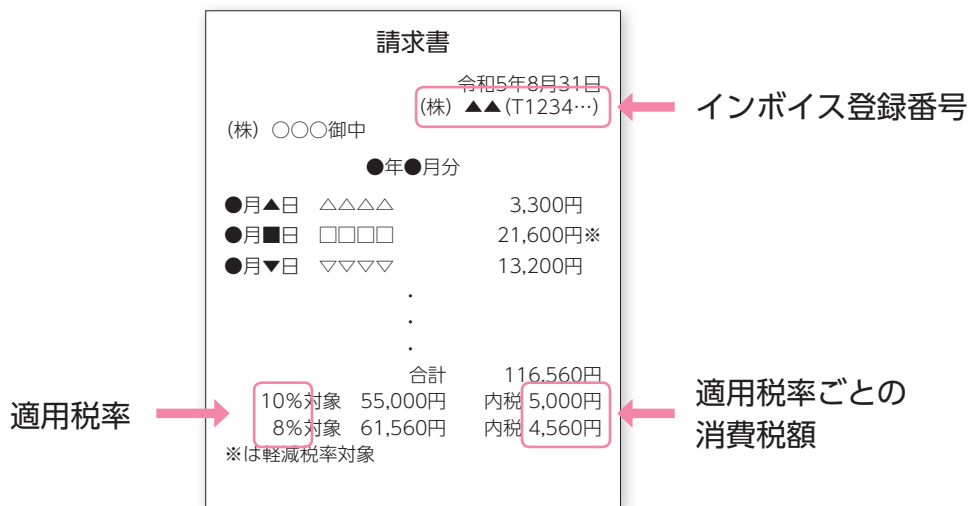 請求書
令和5年8月31日
(株) ▲▲(T1234…)
インボイス登録番号
(株) ○○○御中
●年●月分
●月▲日 △△△△ 3,300円
●月■日 □□□□ 21,600円※
●月▼日 ▽▽▽▽ 13,200円
・
・
・
合計 116,560円
適用税率
10%対象 55,000円 内税 5,000円
8%対象 61,560円 内税 4,560円
※は軽減税率対象
適用税率ごとの
消費税額